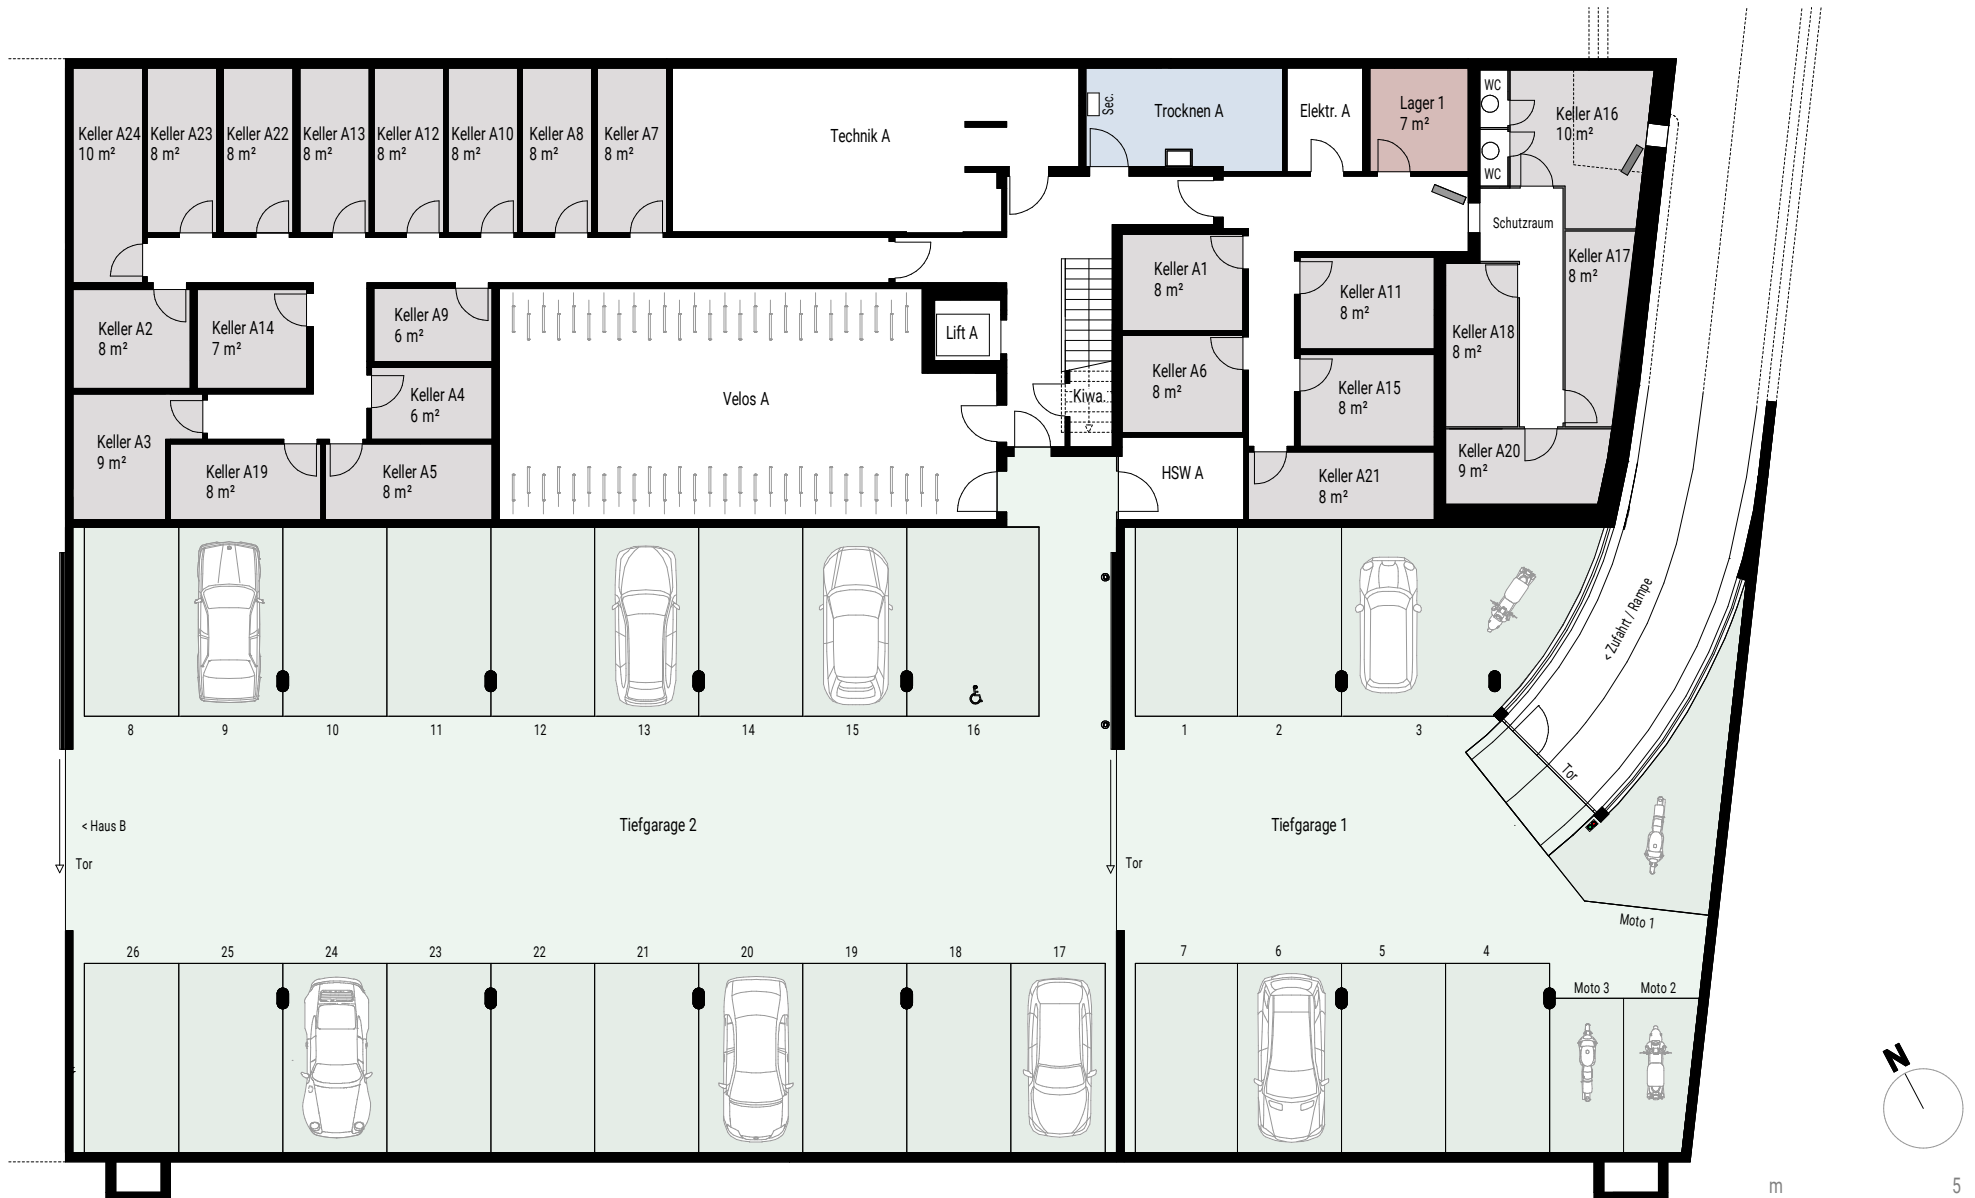 Keller A24
10 m²
Keller A23
8 m²
Keller A22
8 m²
Keller A13
8 m²
Keller A12
8 m²
Keller A10
8 m²
Keller A8
8 m²
Keller A7
8 m²
Technik A
Sec.
Trocknen A
Elektr. A
Lager 1
7 m²
WC
WC
Keller A16
10 m²
Schutzraum
Keller A17
8 m²
Keller A2
8 m²
Keller A14
7 m²
Keller A9
6 m²
Keller A4
6 m²
Keller A3
9 m²
Keller A19
8 m²
Keller A5
8 m²
Velos A
Lift A
Kiwa.
Keller A1
8 m²
Keller A6
8 m²
Keller A11
8 m²
Keller A15
8 m²
Keller A18
8 m²
Keller A20
9 m²
HSW A
Keller A21
8 m²
< Zufahrt / Rampe
8
9
10
11
12
13
14
15
16
1
2
3
Tor
< Haus B
Tor
Tiefgarage 2
Tor
Tiefgarage 1
Moto 1
26
25
24
23
22
21
20
19
18
17
7
6
5
4
Moto 3
Moto 2
N
m
5